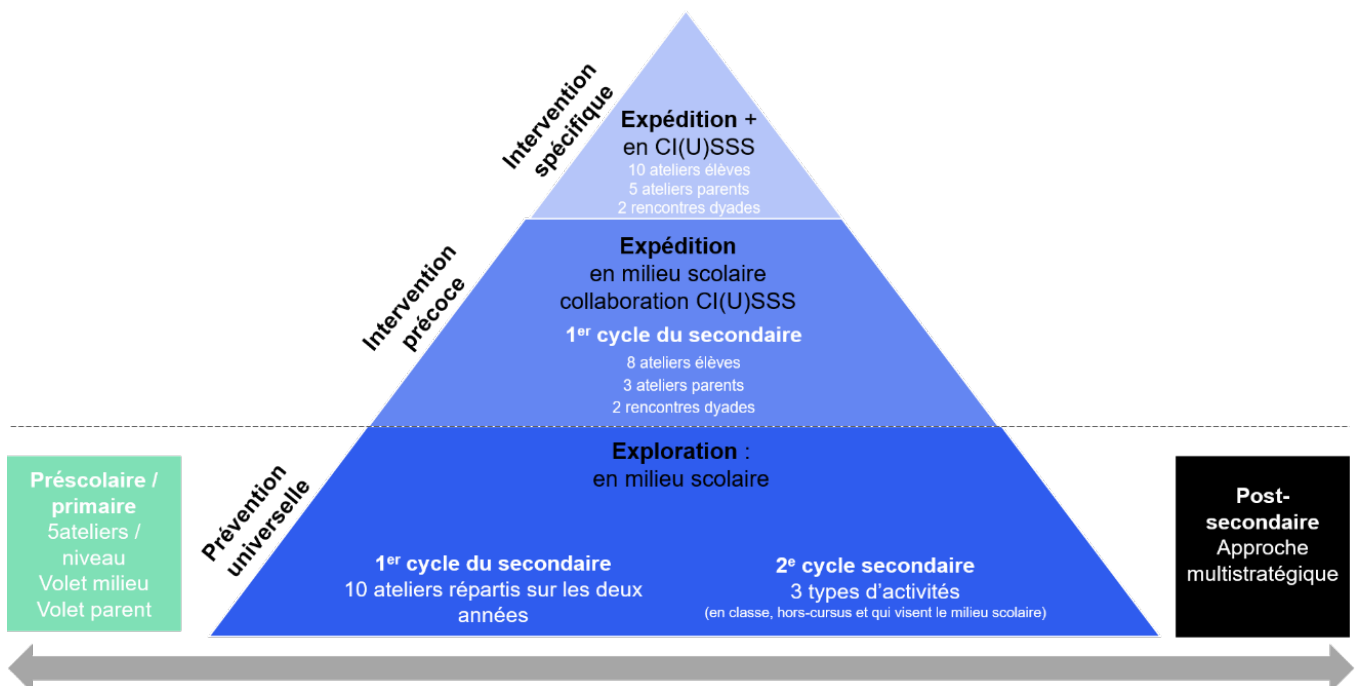 Intervention
spécifique
Expédition +
en CI(U)SSS
10 ateliers élèves
5 ateliers parents
2 rencontres dyades
Intervention
précoce
Expédition
en milieu scolaire
collaboration CI(U)SSS
1er cycle du secondaire
8 ateliers élèves
3 ateliers parents
2 rencontres dyades
Prévention
universelle
Exploration :
en milieu scolaire
1er cycle du secondaire
10 ateliers répartis sur les deux
années
2e cycle secondaire
3 types d’activités
(en classe, hors-cursus et qui visent le milieu scolaire)
Préscolaire /
primaire
5ateliers /
niveau
Volet milieu
Volet parent
Post-
secondaire
Approche
multistratégique